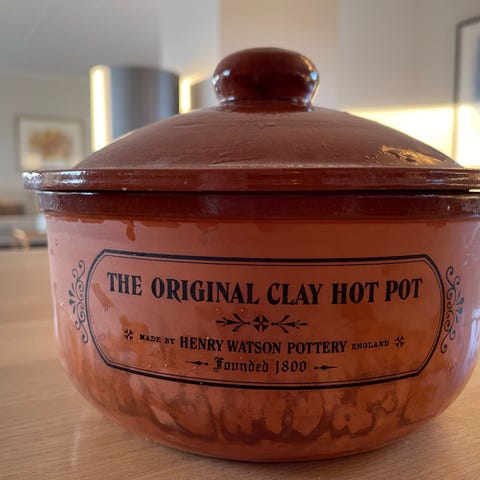 THE ORIGINAL CLAY HOT POT
MADE BY HENRY WATSON POTTERY ENGLAND
Founded 1800